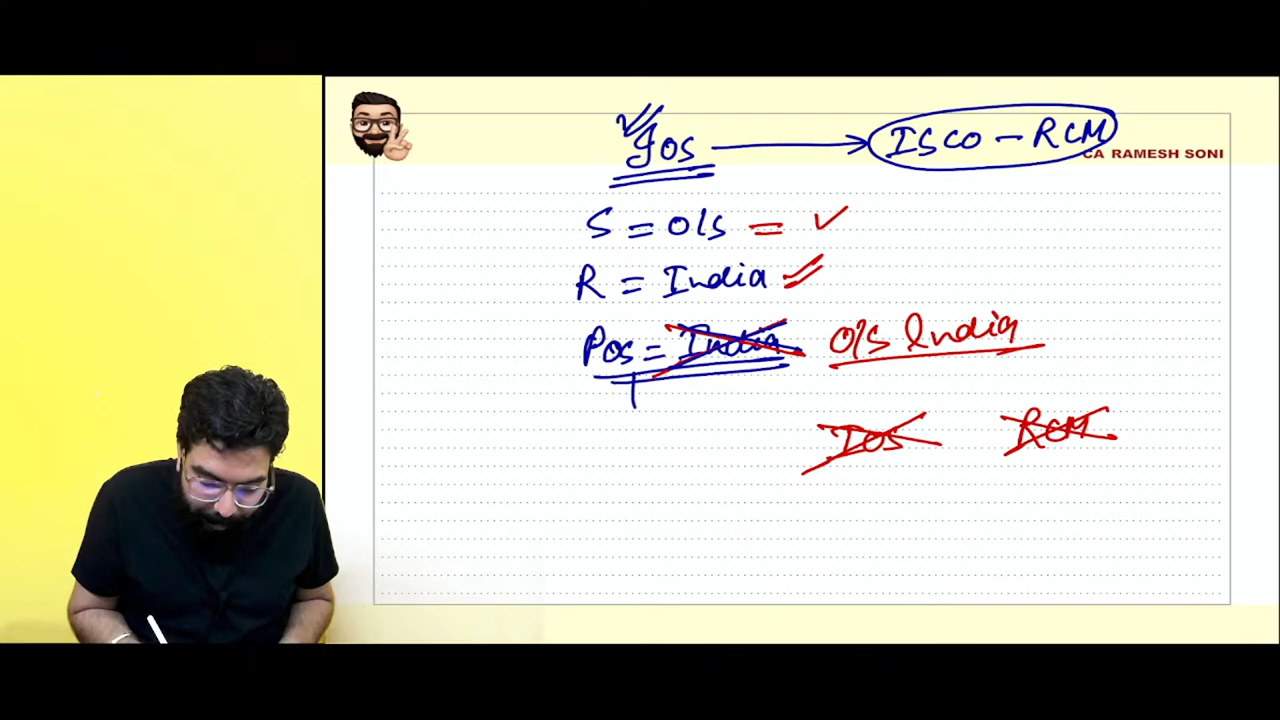 IOS → ISCO – RCM
CA RAMESH SONI
S = O/S = ✓
R = India ✓
POS = India O/S India
IOS RCM